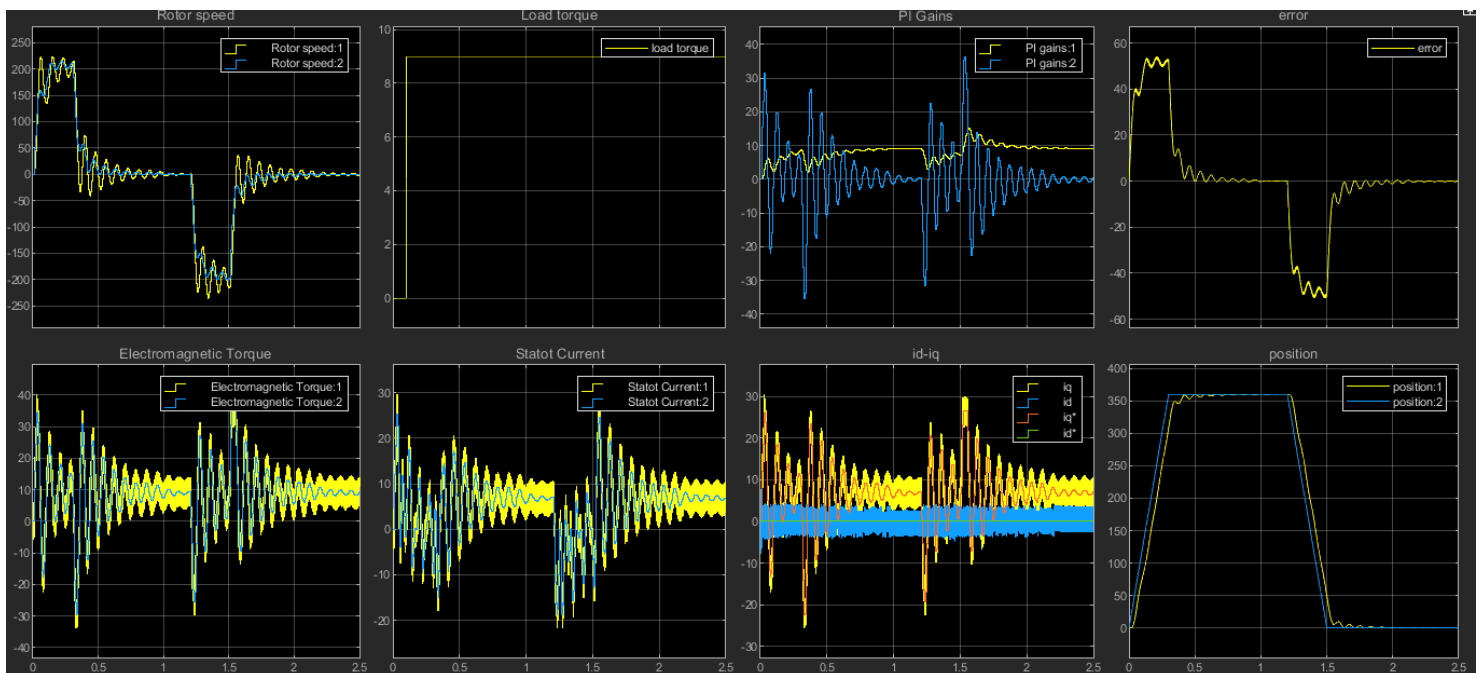 Rotor speed
Load torque
PI Gains
error
Rotor speed:1
Rotor speed:2
load torque
PI gains:1
PI gains:2
error
250
200
150
100
50
0
-50
-100
-150
-200
-250
10
8
6
4
2
0
40
30
20
10
0
-10
-20
-30
-40
60
40
20
0
-20
-40
-60
Electromagnetic Torque
Statot Current
id-iq
position
Electromagnetic Torque:1
Electromagnetic Torque:2
Statot Current:1
Statot Current:2
iq
id
iq*
id*
position:1
position:2
40
30
20
10
0
-10
-20
-30
-40
30
20
10
0
-10
-20
30
20
10
0
-10
-20
-30
400
350
300
250
200
150
100
50
0
0 0.5 1 1.5 2 2.5
0 0.5 1 1.5 2 2.5
0 0.5 1 1.5 2 2.5
0 0.5 1 1.5 2 2.5